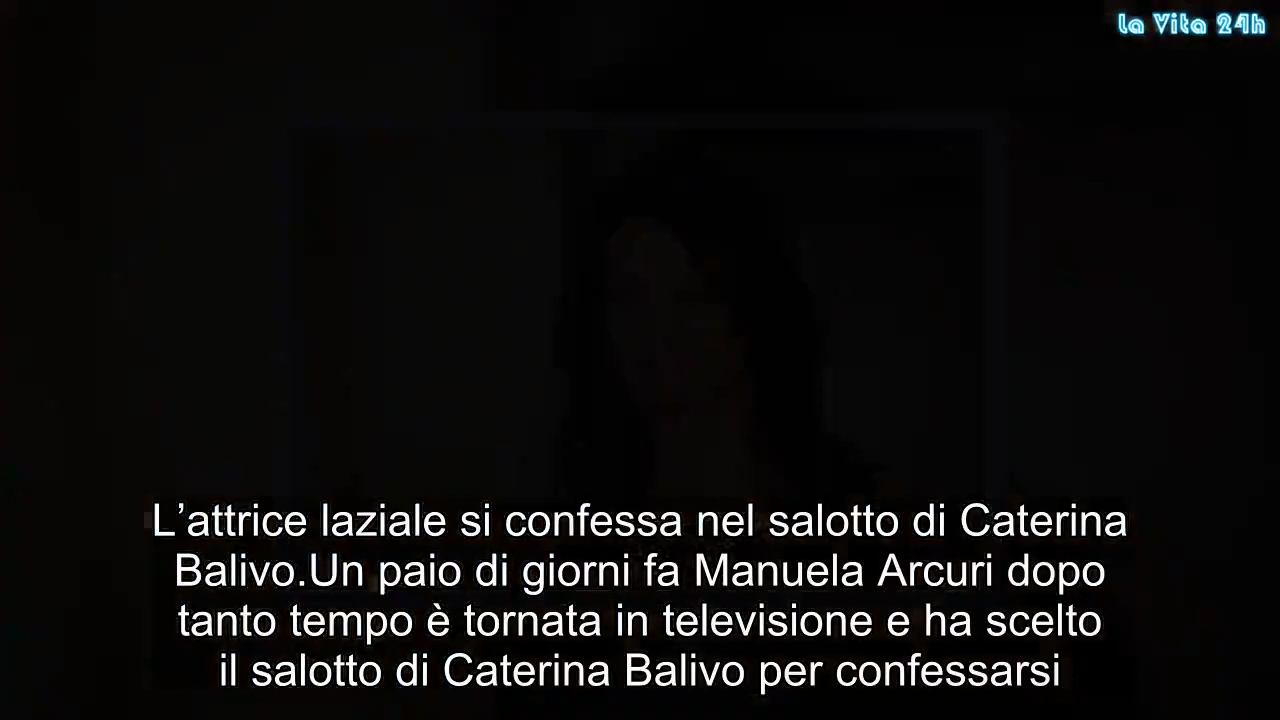 la Vita 24h
L’attrice laziale si confessa nel salotto di Caterina
Balivo.Un paio di giorni fa Manuela Arcuri dopo
tanto tempo è tornata in televisione e ha scelto
il salotto di Caterina Balivo per confessarsi